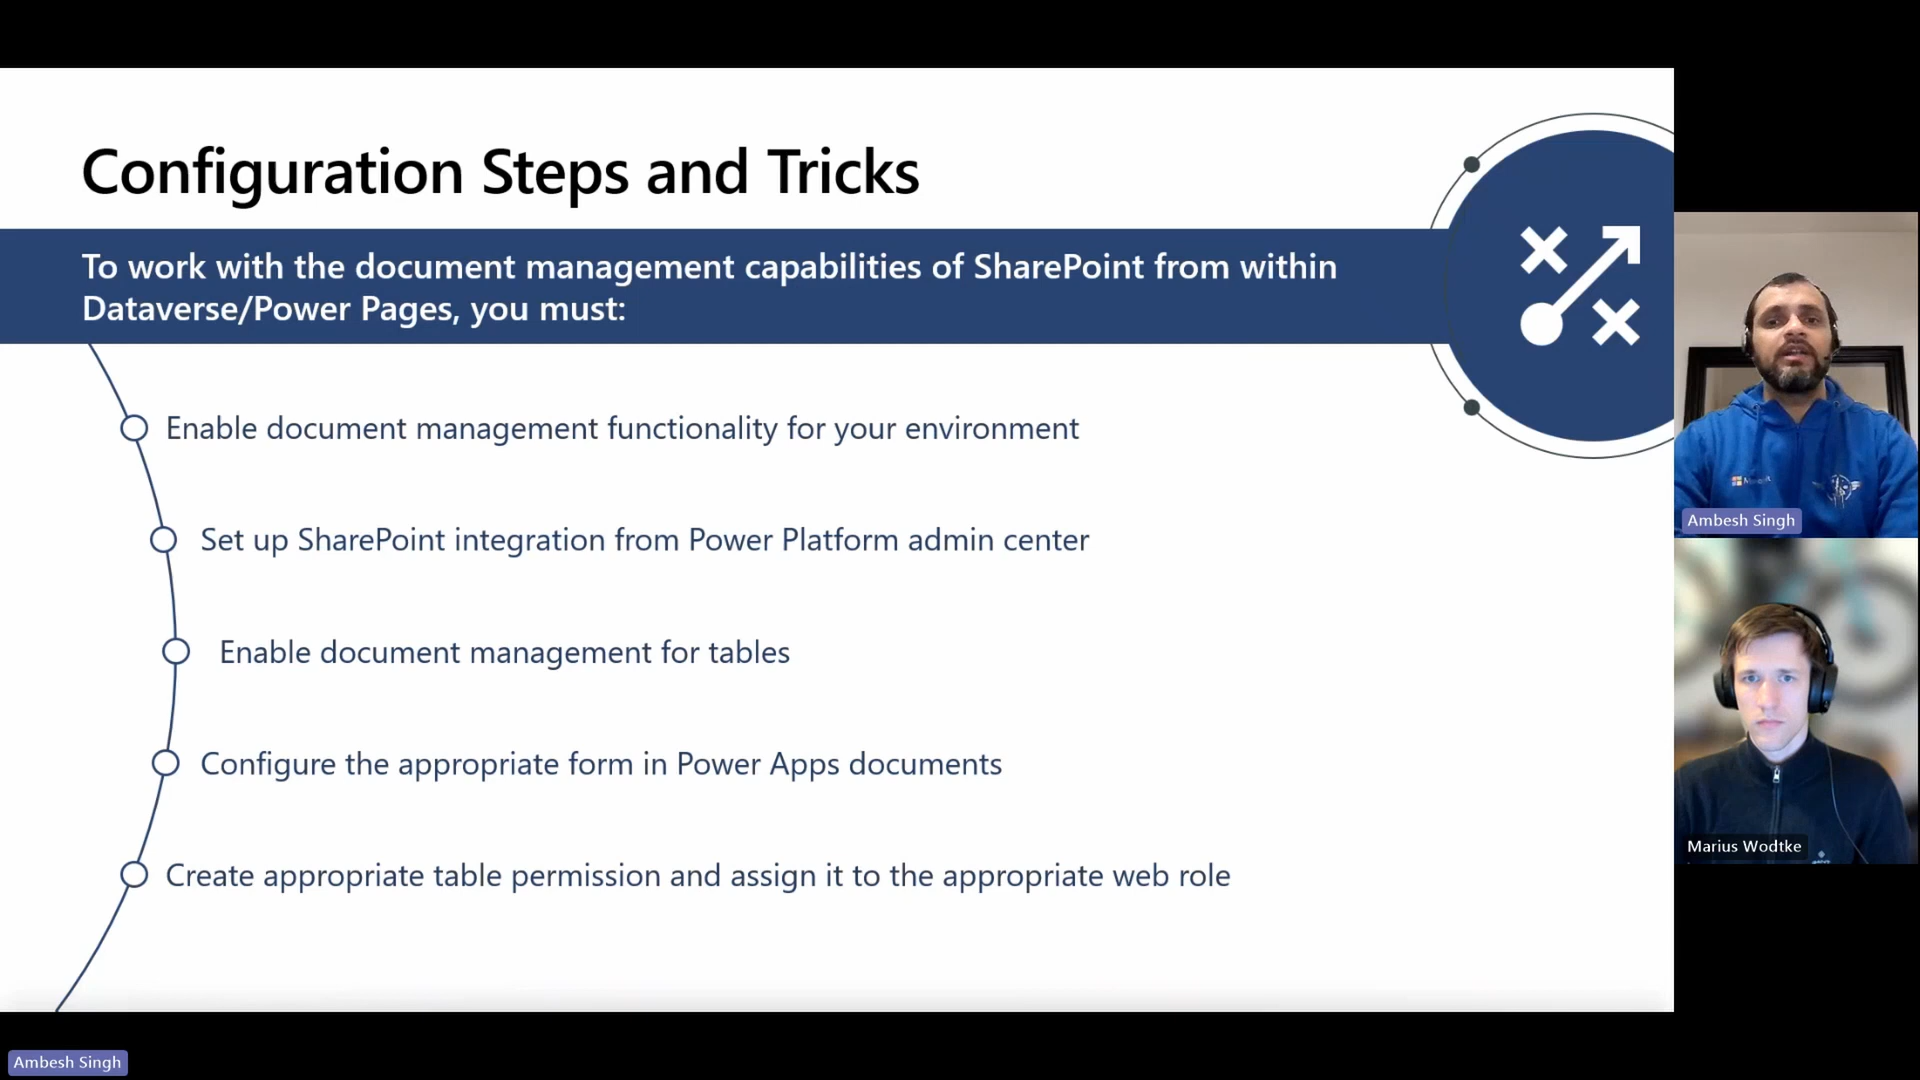 Configuration Steps and Tricks
To work with the document management capabilities of SharePoint from within
Dataverse/Power Pages, you must:
Enable document management functionality for your environment
Set up SharePoint integration from Power Platform admin center
Enable document management for tables
Configure the appropriate form in Power Apps documents
Create appropriate table permission and assign it to the appropriate web role
Ambesh Singh
Marius Wodtke
Ambesh Singh